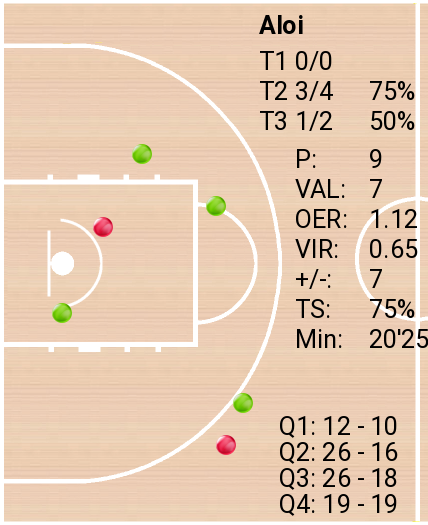 Aloi
T1 0/0
T2 3/4 75%
T3 1/2 50%
P: 9
VAL: 7
OER: 1.12
VIR: 0.65
+/-: 7
TS: 75%
Min: 20'25
Q1: 12 - 10
Q2: 26 - 16
Q3: 26 - 18
Q4: 19 - 19